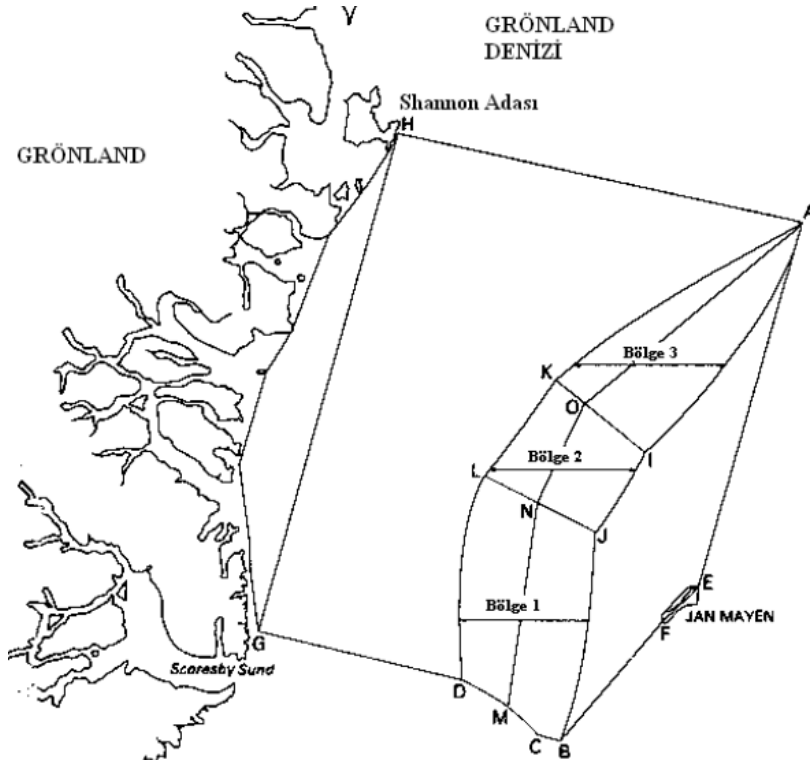 GRÖNLAND
DENİZİ
Shannon Adası
H
GRÖNLAND
A
Bölge 3
K
O
Bölge 2
I
L
N
J
E
Bölge 1
JAN MAYEN
F
G
Scoresby Sund
D
M
C
B